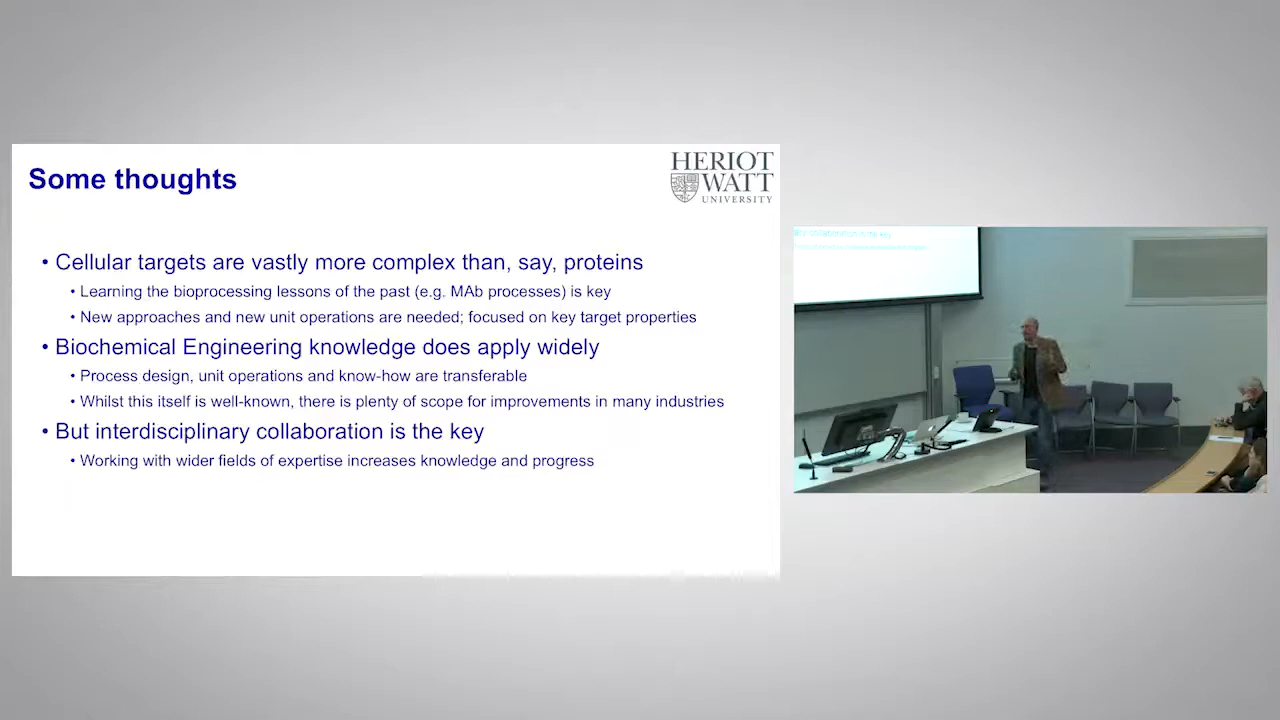 Some thoughts
HERIOT
WATT
UNIVERSITY
• Cellular targets are vastly more complex than, say, proteins
• Learning the bioprocessing lessons of the past (e.g. MAb processes) is key
• New approaches and new unit operations are needed; focused on key target properties
• Biochemical Engineering knowledge does apply widely
• Process design, unit operations and know-how are transferable
• Whilst this itself is well-known, there is plenty of scope for improvements in many industries
• But interdisciplinary collaboration is the key
• Working with wider fields of expertise increases knowledge and progress
collaboration is the key